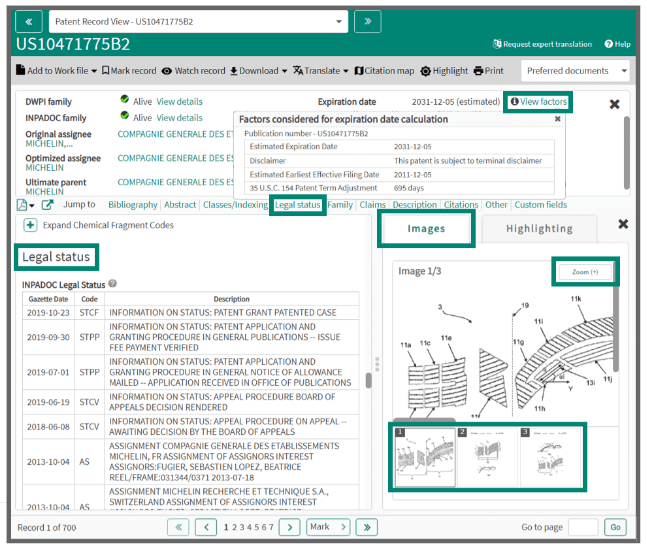 «
Patent Record View - US10471775B2
»
US10471775B2
Request expert translation
Help
Add to Work file
Mark record
Watch record
Download
Translate
Citation map
Highlight
Print
Preferred documents
DWPI family Alive View details
Expiration date 2031-12-05 (estimated) View factors
INPADOC family Alive View details
Original assignee COMPAGNIE GENERALE DES ET
MICHELIN,...
Optimized assignee COMPAGNIE GENERALE DES ES
MICHELIN
Ultimate parent COMPAGNIE GENERALE DES ES
MICHELIN
Factors considered for expiration date calculation
Publication number - US10471775B2
Estimated Expiration Date 2031-12-05
Disclaimer This patent is subject to terminal disclaimer
Estimated Earliest Effective Filing Date 2011-12-05
35 U.S.C. 154 Patent Term Adjustment 695 days
Jump to Bibliography Abstract Classes/Indexing Legal status Family Claims Description Citations Other Custom fields
+ Expand Chemical Fragment Codes
Legal status
INPADOC Legal Status
Gazette Date Code Description
2019-10-23 STCF INFORMATION ON STATUS: PATENT GRANT PATENTED CASE
2019-09-30 STPP INFORMATION ON STATUS: PATENT APPLICATION AND
GRANTING PROCEDURE IN GENERAL PUBLICATIONS -- ISSUE
FEE PAYMENT VERIFIED
2019-07-01 STPP INFORMATION ON STATUS: PATENT APPLICATION AND
GRANTING PROCEDURE IN GENERAL NOTICE OF ALLOWANCE
MAILED -- APPLICATION RECEIVED IN OFFICE OF PUBLICATIONS
2019-06-19 STCV INFORMATION ON STATUS: APPEAL PROCEDURE BOARD OF
APPEALS DECISION RENDERED
2018-06-08 STCV INFORMATION ON STATUS: APPEAL PROCEDURE ON APPEAL --
AWAITING DECISION BY THE BOARD OF APPEALS
2013-10-04 AS ASSIGNMENT COMPAGNIE GENERALE DES ETABLISSEMENTS
MICHELIN, FR ASSIGNMENT OF ASSIGNORS INTEREST
ASSIGNORS:FUGIER, SEBASTIEN LOPEZ, BEATRICE
REEL/FRAME:031344/0371 2013-07-18
2013-10-04 AS ASSIGNMENT MICHELIN RECHERCHE ET TECHNIQUE S.A.,
SWITZERLAND ASSIGNMENT OF ASSIGNORS INTEREST
Images
Highlighting
Image 1/3
Zoom (+)
3
19
11k
11i
11a 11c 11e
11g
11h
Y
13i
11j
1
2
3
Record 1 of 700
« < 1 2 3 4 5 6 7 > Mark > »
Go to page
Go